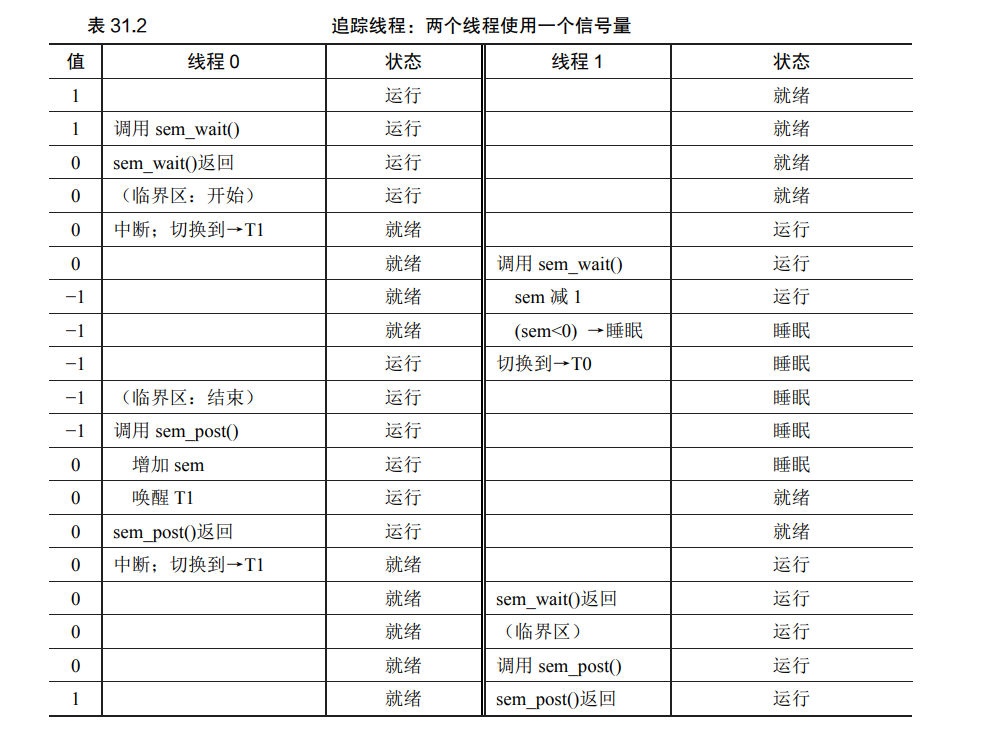 表 31.2 追踪线程：两个线程使用一个信号量
值 线程 0 状态 线程 1 状态
1 运行 就绪
1 调用 sem_wait() 运行 就绪
0 sem_wait()返回 运行 就绪
0 （临界区：开始） 运行 就绪
0 中断；切换到→T1 就绪 运行
0 就绪 调用 sem_wait() 运行
−1 就绪 sem 减 1 运行
−1 就绪 (sem<0) →睡眠 睡眠
−1 运行 切换到→T0 睡眠
−1 （临界区：结束） 运行 睡眠
−1 调用 sem_post() 运行 睡眠
0 增加 sem 运行 睡眠
0 唤醒 T1 运行 就绪
0 sem_post()返回 运行 就绪
0 中断；切换到→T1 就绪 运行
0 就绪 sem_wait()返回 运行
0 就绪 （临界区） 运行
0 就绪 调用 sem_post() 运行
1 就绪 sem_post()返回 运行